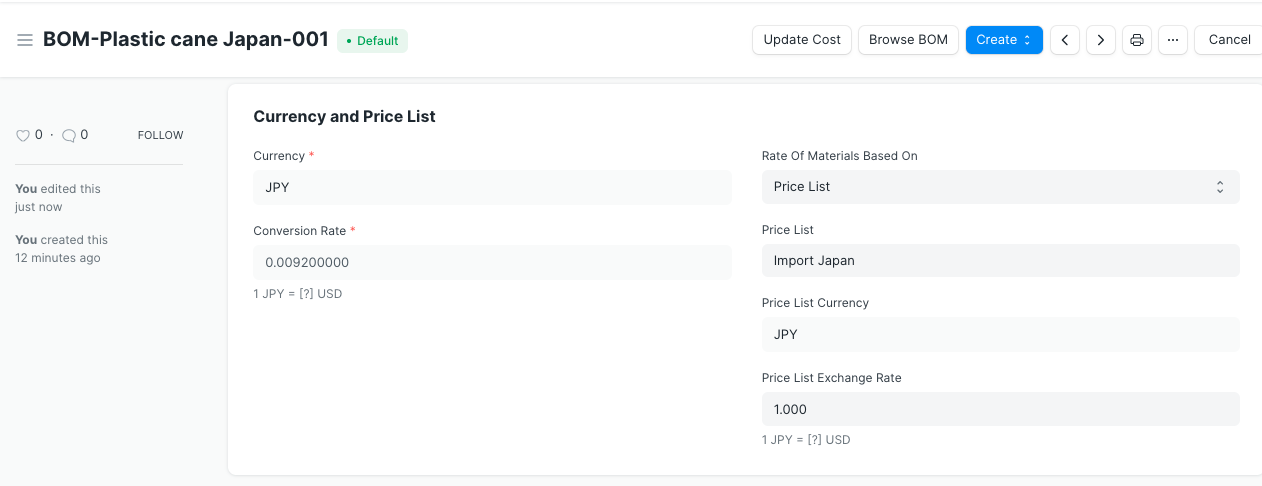 BOM-Plastic cane Japan-001
• Default
Update Cost
Browse BOM
Create
...
Cancel
0 · 0
FOLLOW
You edited this
just now
You created this
12 minutes ago
Currency and Price List
Currency *
JPY
Conversion Rate *
0.009200000
1 JPY = [?] USD
Rate Of Materials Based On
Price List
Price List
Import Japan
Price List Currency
JPY
Price List Exchange Rate
1.000
1 JPY = [?] USD